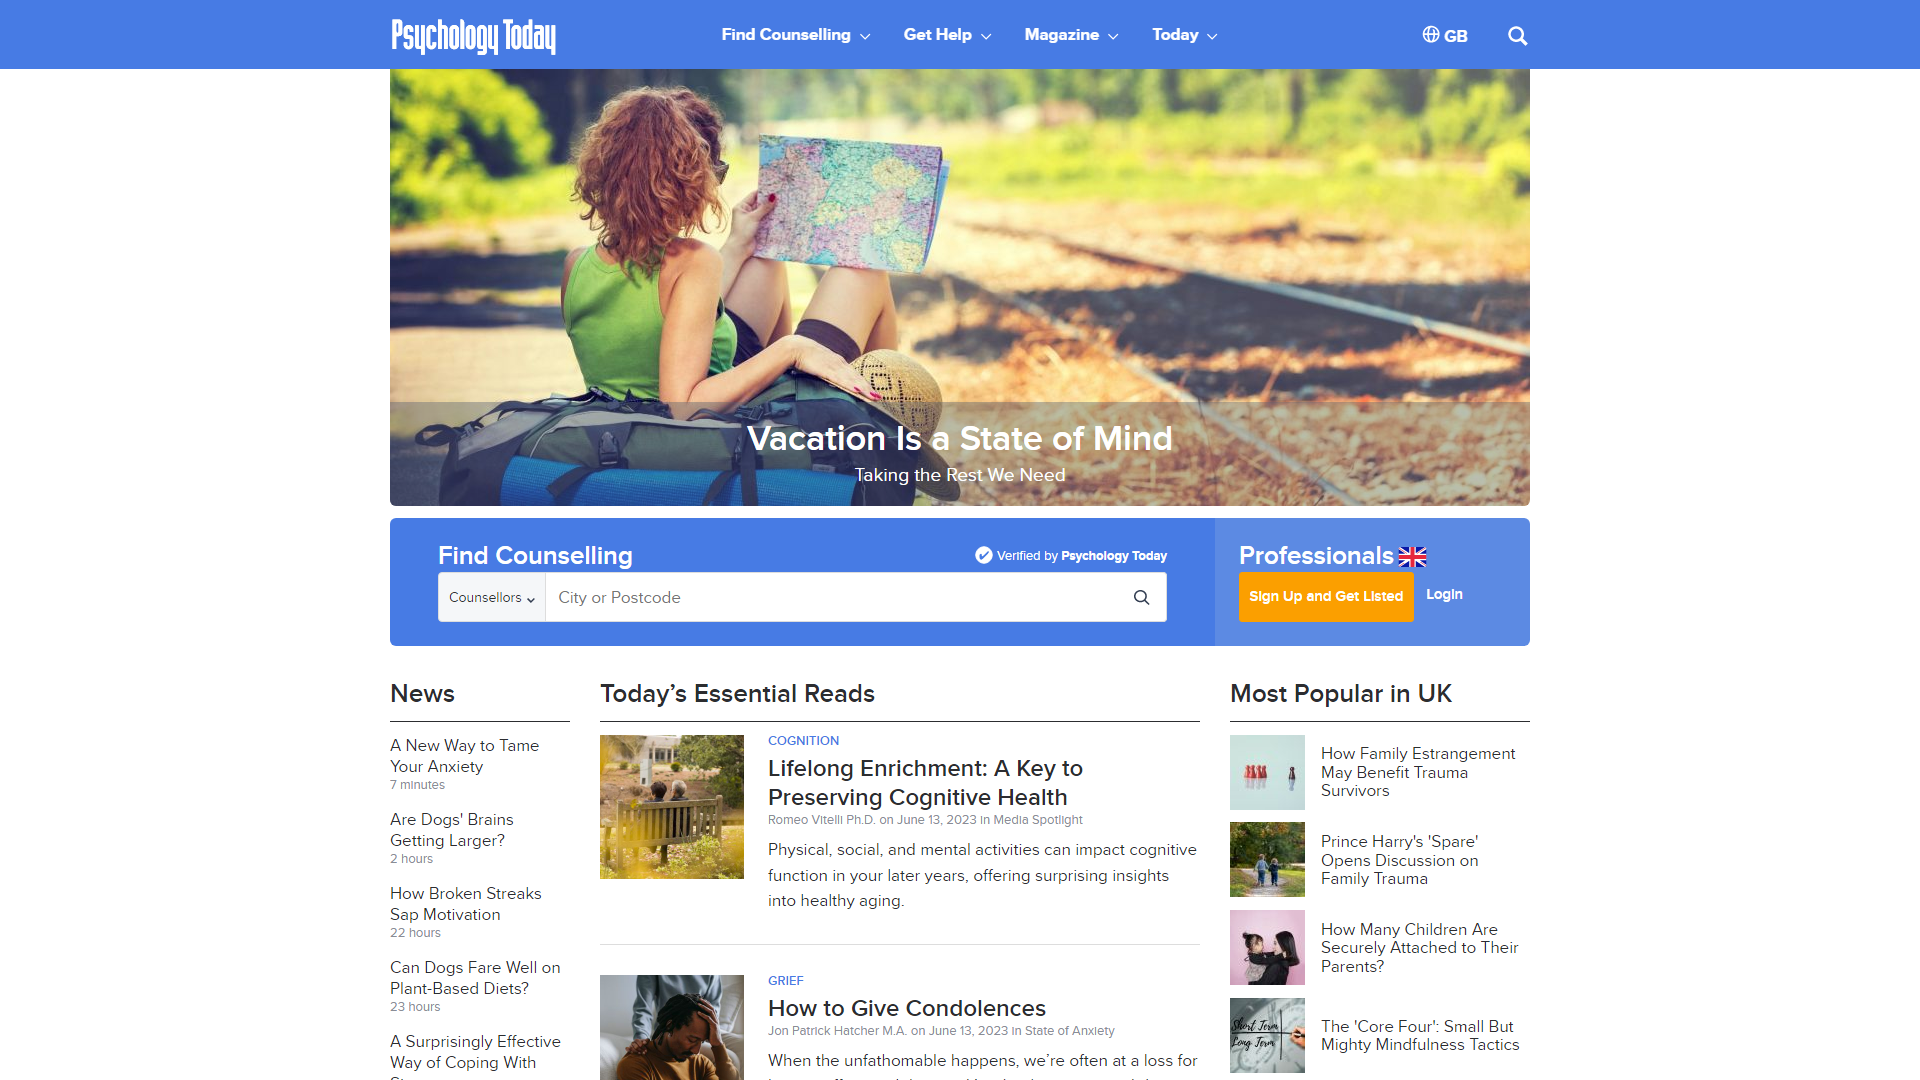 Psychology Today
Find Counselling
Get Help
Magazine
Today
GB
Vacation Is a State of Mind
Taking the Rest We Need
Find Counselling
Verified by Psychology Today
Counsellors
City or Postcode
Professionals
Sign Up and Get Listed
Login
News
A New Way to Tame
Your Anxiety
7 minutes
Are Dogs' Brains
Getting Larger?
2 hours
How Broken Streaks
Sap Motivation
22 hours
Can Dogs Fare Well on
Plant-Based Diets?
23 hours
A Surprisingly Effective
Way of Coping With
Today’s Essential Reads
COGNITION
Lifelong Enrichment: A Key to
Preserving Cognitive Health
Romeo Vitelli Ph.D. on June 13, 2023 in Media Spotlight
Physical, social, and mental activities can impact cognitive
function in your later years, offering surprising insights
into healthy aging.
GRIEF
How to Give Condolences
Jon Patrick Hatcher M.A. on June 13, 2023 in State of Anxiety
When the unfathomable happens, we’re often at a loss for
Most Popular in UK
How Family Estrangement
May Benefit Trauma
Survivors
Prince Harry's 'Spare'
Opens Discussion on
Family Trauma
How Many Children Are
Securely Attached to Their
Parents?
Short Term
Long Term
The 'Core Four': Small But
Mighty Mindfulness Tactics